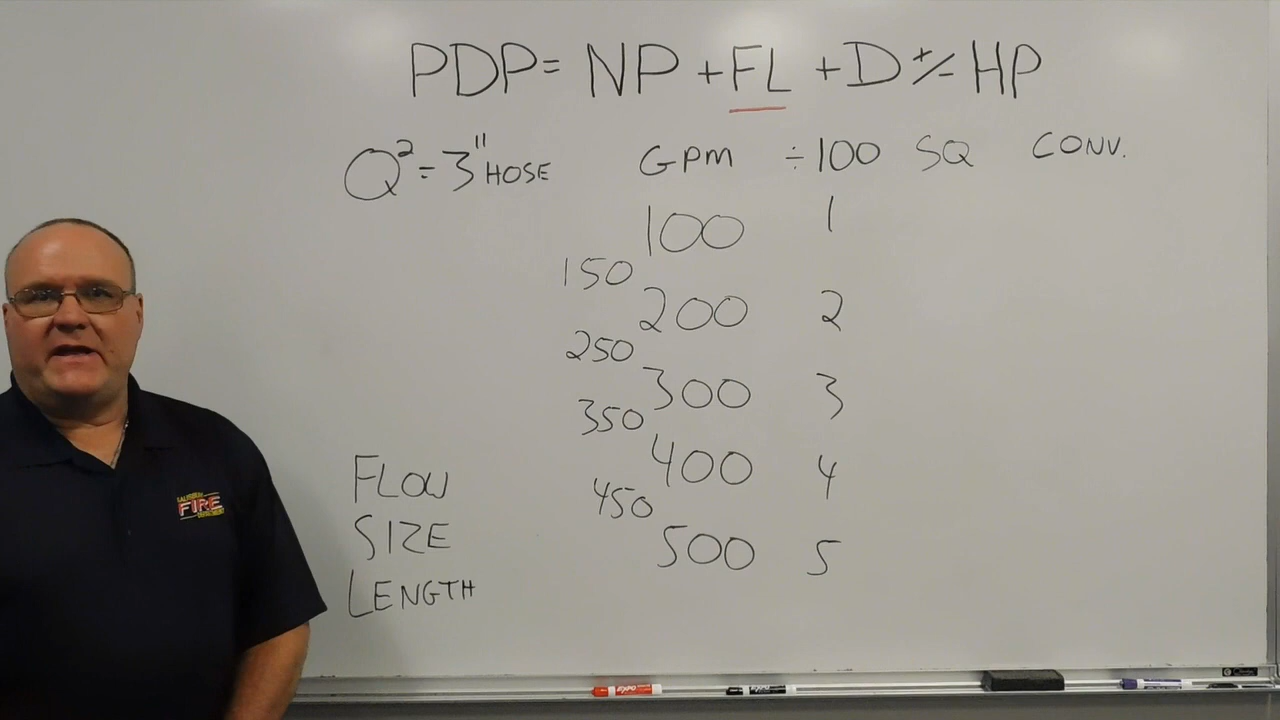 PDP= NP + FL + D +/- HP
Q² = 3" HOSE
GPM ÷100 SQ CONV.
100 1
150
200 2
250
300 3
350
400 4
450
500 5
FLOW
SIZE
LENGTH
FIRE
EXPO
EXPO